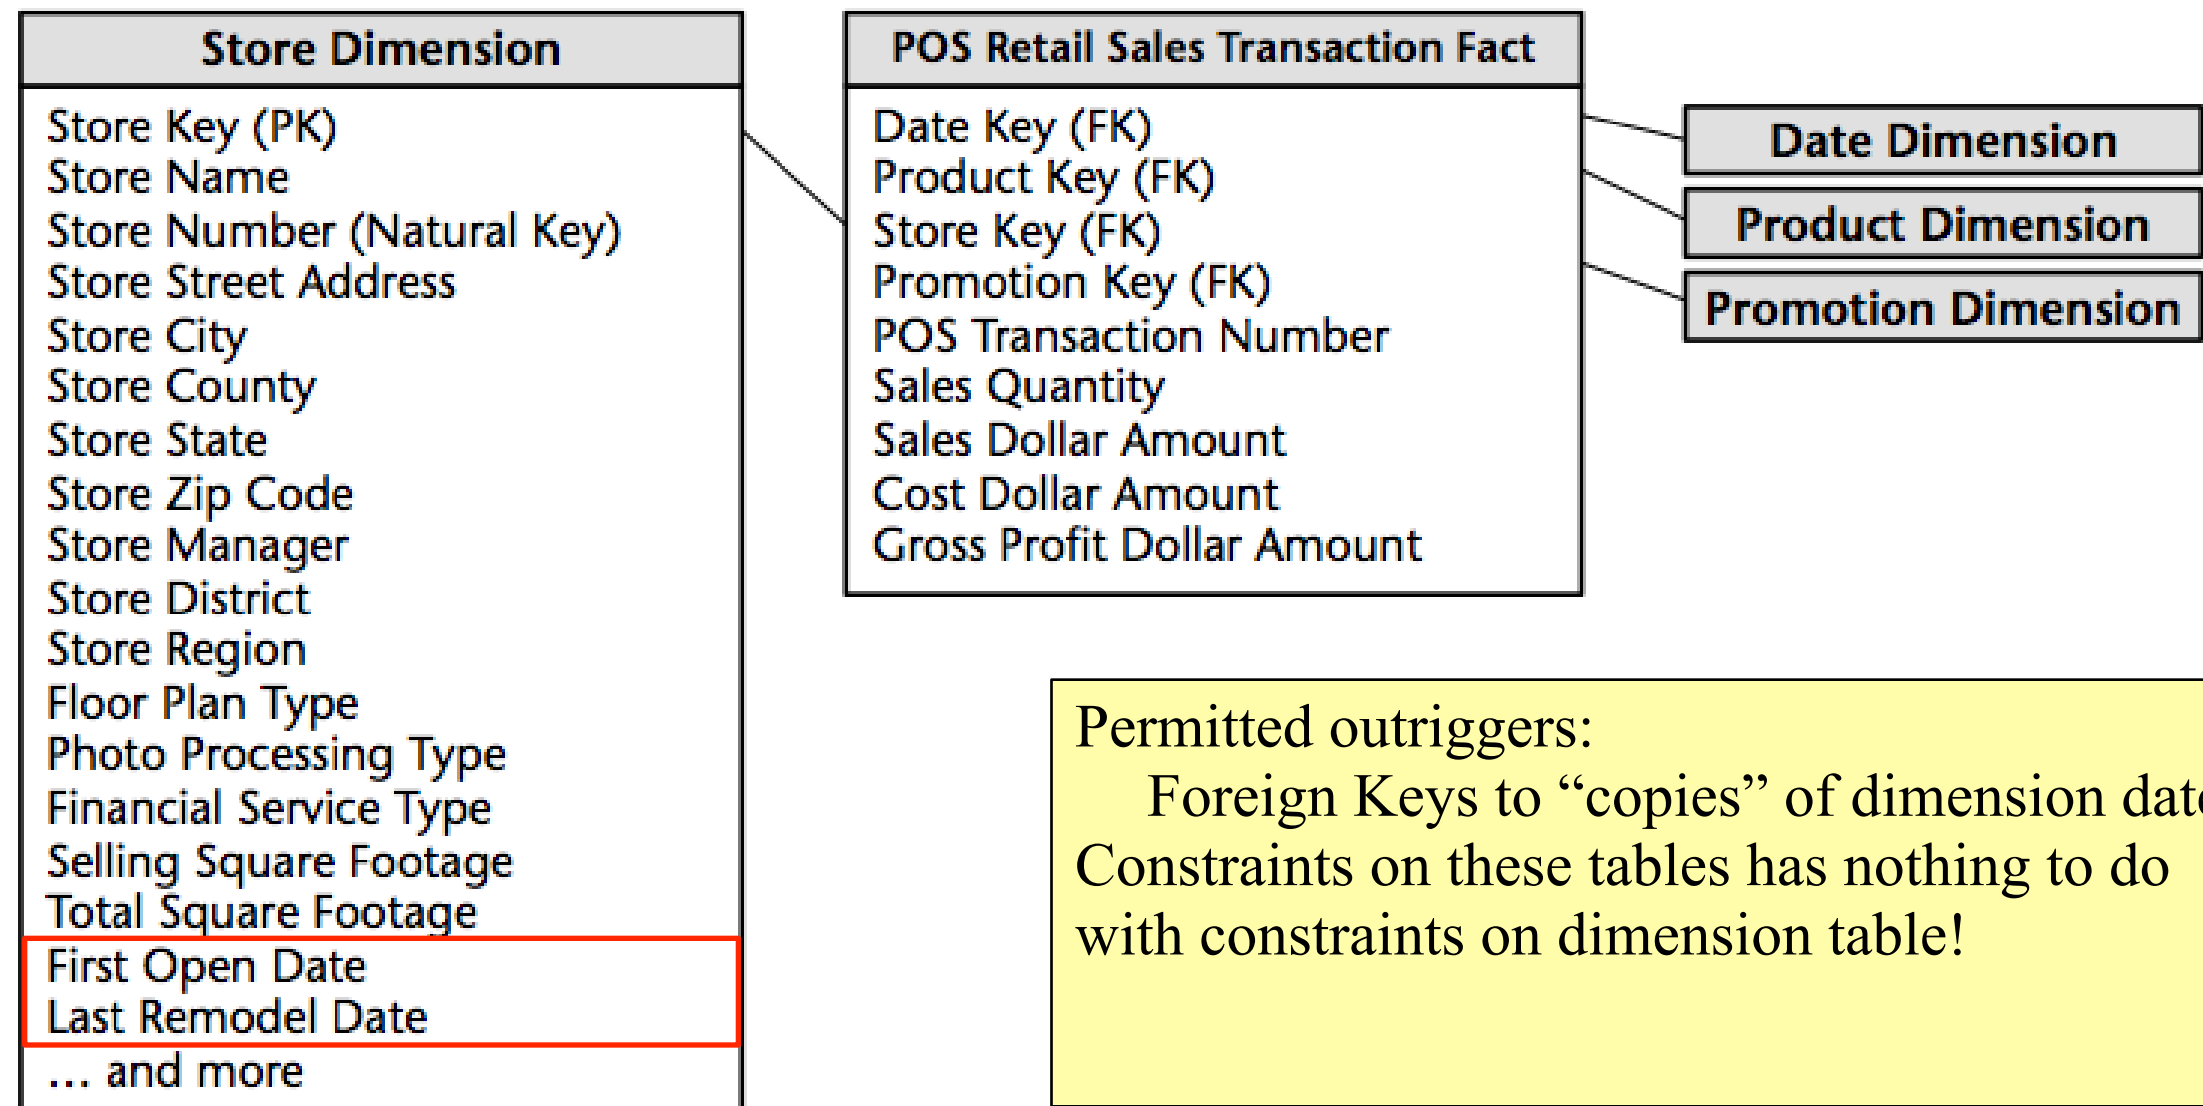 Store Dimension
Store Key (PK)
Store Name
Store Number (Natural Key)
Store Street Address
Store City
Store County
Store State
Store Zip Code
Store Manager
Store District
Store Region
Floor Plan Type
Photo Processing Type
Financial Service Type
Selling Square Footage
Total Square Footage
First Open Date
Last Remodel Date
... and more
POS Retail Sales Transaction Fact
Date Key (FK)
Product Key (FK)
Store Key (FK)
Promotion Key (FK)
POS Transaction Number
Sales Quantity
Sales Dollar Amount
Cost Dollar Amount
Gross Profit Dollar Amount
Date Dimension
Product Dimension
Promotion Dimension
Permitted outriggers:
Foreign Keys to “copies” of dimension date
Constraints on these tables has nothing to do
with constraints on dimension table!